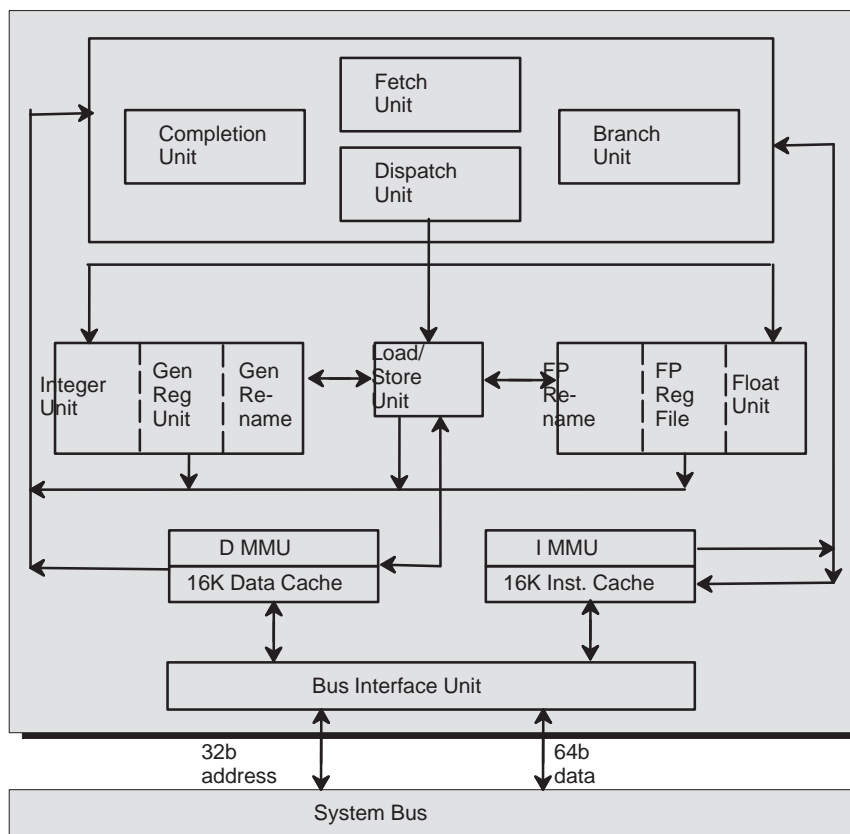 Fetch
Unit
Completion
Unit
Branch
Unit
Dispatch
Unit
Integer
Unit
Gen
Reg
Unit
Gen
Re-
name
Load/
Store
Unit
FP
Re-
name
FP
Reg
File
Float
Unit
D MMU
16K Data Cache
I MMU
16K Inst. Cache
Bus Interface Unit
32b
address
64b
data
System Bus